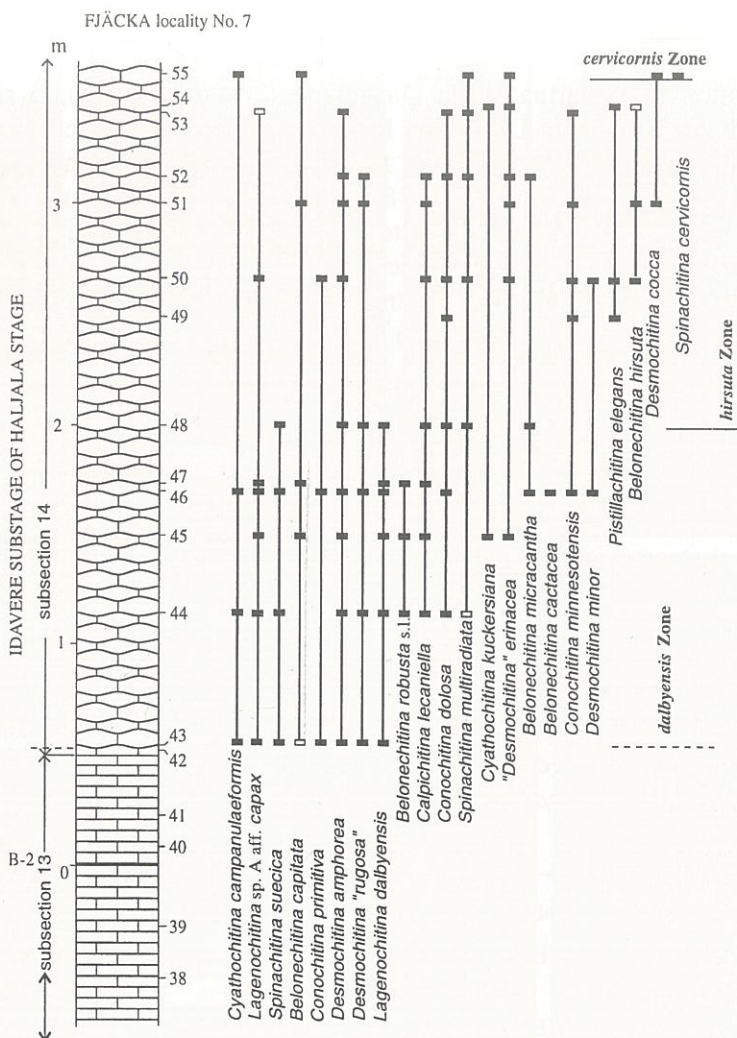 FJÄCKA locality No. 7
m
cervicornis Zone
55
54
53
52
3
51
50
49
2
48
47
46
45
44
1
43
42
41
B-2
40
0
39
38
IDAVERE SUBSTAGE OF HALJALA STAGE
subsection 14
subsection 13
Cyathochitina campanulaeformis
Lagenochitina sp. A aff. capax
Spinachitina suecica
Belonechitina capitata
Conochitina primitiva
Desmochitina amphorea
Desmochitina "rugosa"
Lagenochitina dalbyensis
Belonechitina robusta s.l.
Calpichitina lecaniella
Conochitina dolosa
Spinachitina multiradiata
Cyathochitina kuckersiana
"Desmochitina" erinacea
Belonechitina micracantha
Belonechitina cactacea
Conochitina minnesotensis
Desmochitina minor
Pistillachitina elegans
Belonechitina hirsuta
Desmochitina cocca
Spinachitina cervicornis
dalbyensis Zone
hirsuta Zone